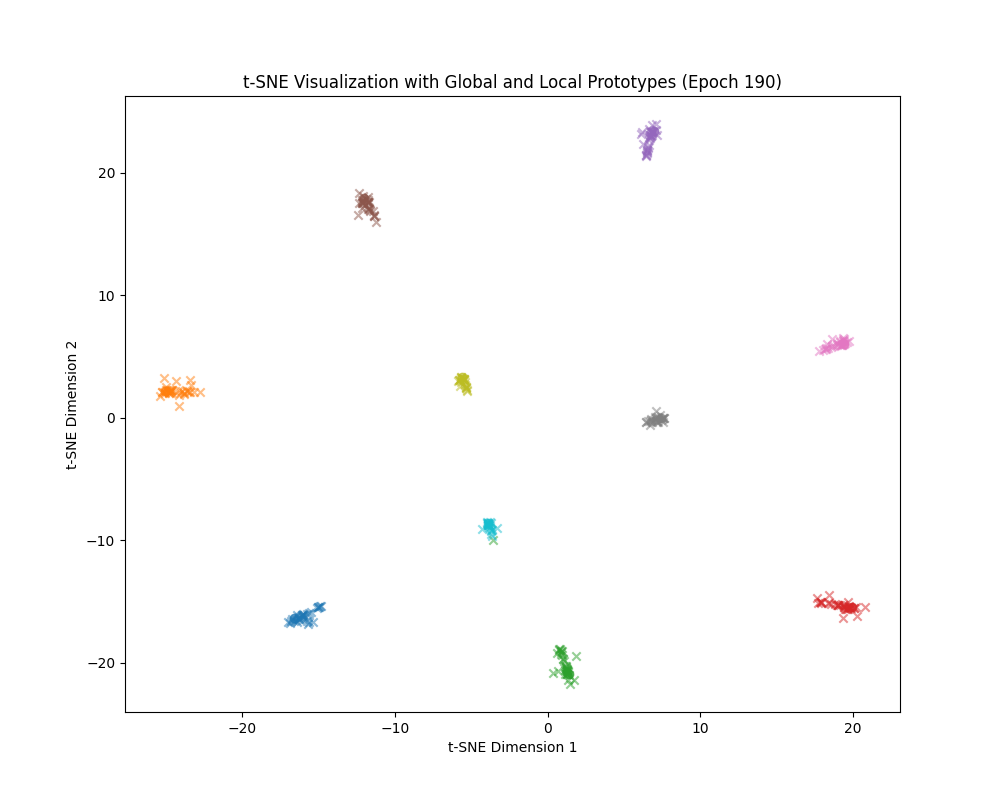 t-SNE Visualization with Global and Local Prototypes (Epoch 190)
20
10
0
−10
−20
t-SNE Dimension 2
−20 −10 0 10 20
t-SNE Dimension 1